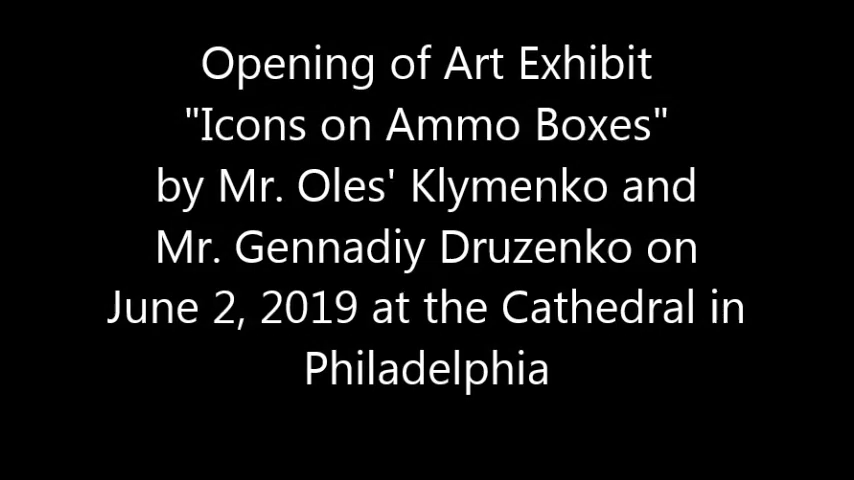 Opening of Art Exhibit
"Icons on Ammo Boxes"
by Mr. Oles' Klymenko and
Mr. Gennadiy Druzenko on
June 2, 2019 at the Cathedral in
Philadelphia